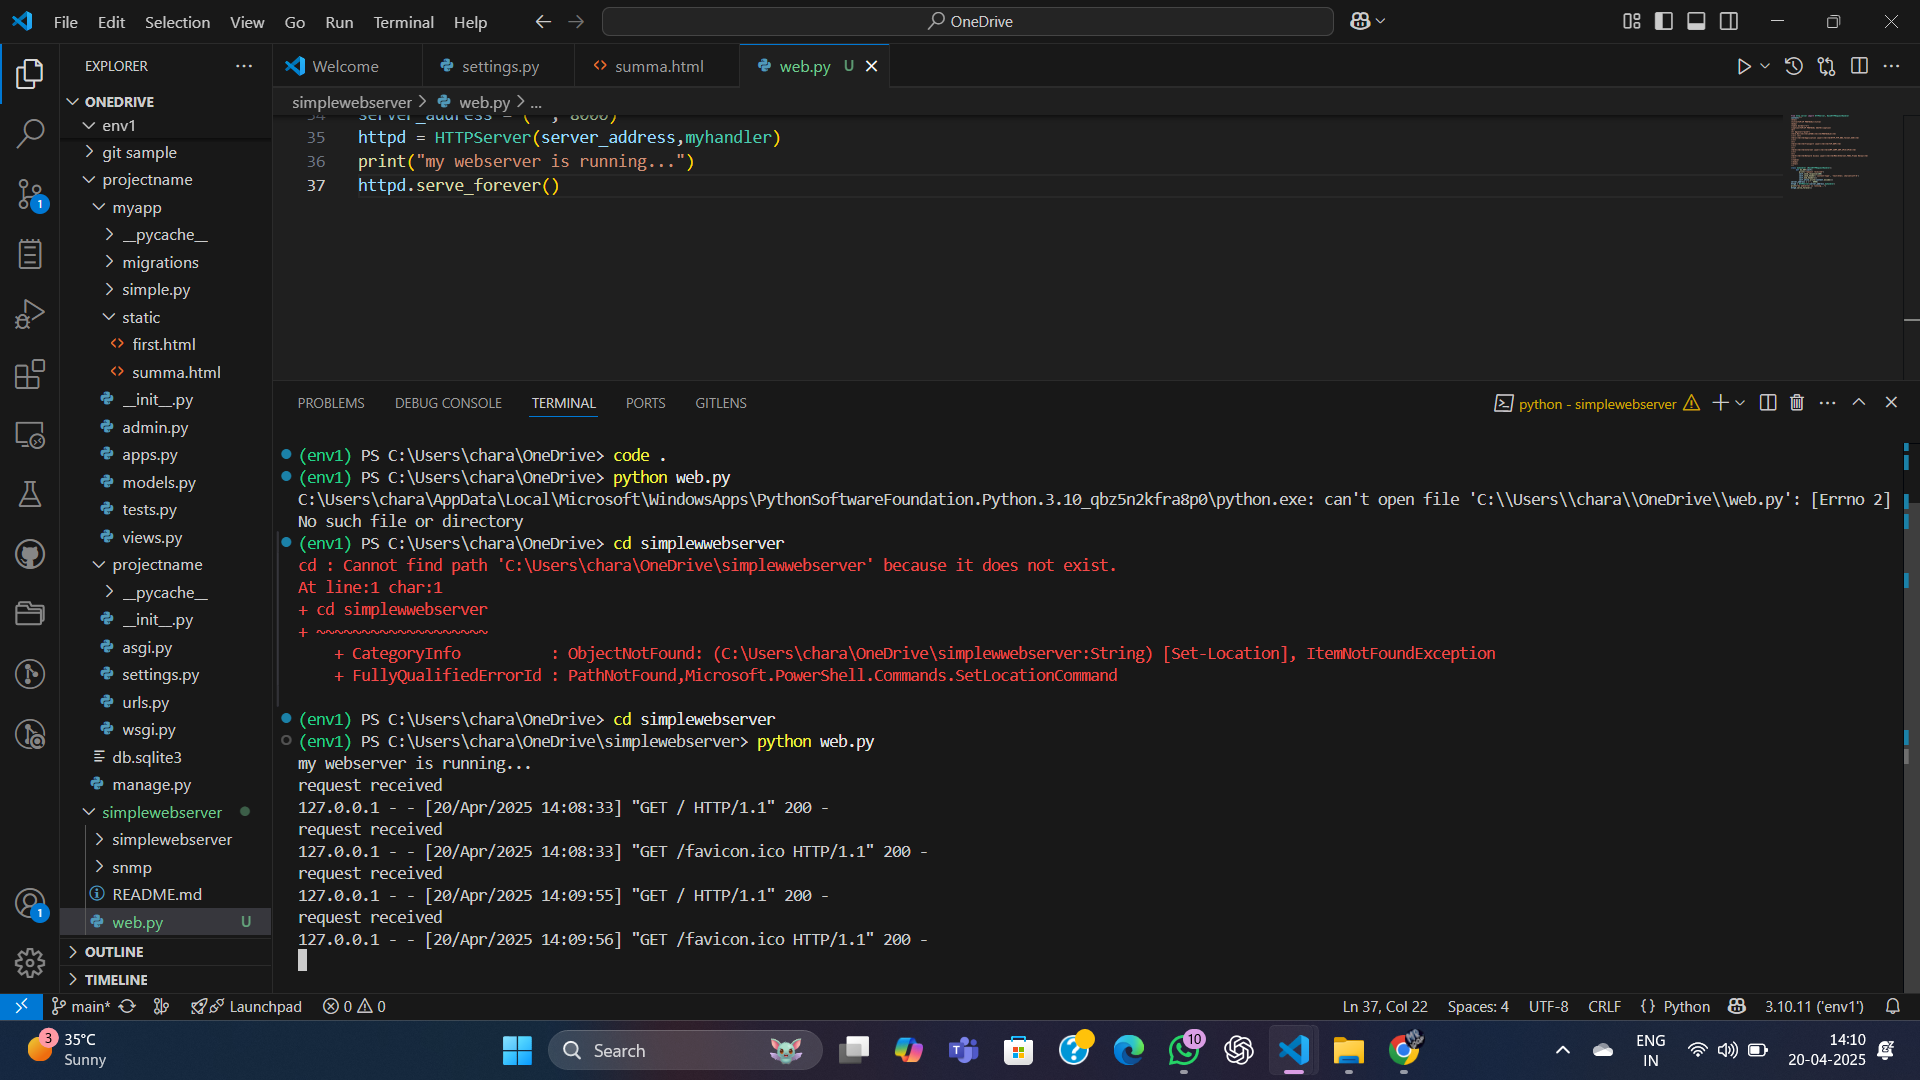 File Edit Selection View Go Run Terminal Help
OneDrive
EXPLORER
Welcome
settings.py
summa.html
web.py U
ONEDRIVE
env1
git sample
projectname
myapp
__pycache__
migrations
simple.py
static
first.html
summa.html
__init__.py
admin.py
apps.py
models.py
tests.py
views.py
projectname
__pycache__
__init__.py
asgi.py
settings.py
urls.py
wsgi.py
db.sqlite3
manage.py
simplewebserver
simplewebserver
snmp
README.md
web.py U
OUTLINE
TIMELINE
1
1
simplewebserver > web.py > ...
35 httpd = HTTPServer(server_address,myhandler)
36 print("my webserver is running...")
37 httpd.serve_forever()
PROBLEMS DEBUG CONSOLE TERMINAL PORTS GITLENS
python - simplewebserver
(env1) PS C:\Users\chara\OneDrive> code .
(env1) PS C:\Users\chara\OneDrive> python web.py
C:\Users\chara\AppData\Local\Microsoft\WindowsApps\PythonSoftwareFoundation.Python.3.10_qbz5n2kfra8p0\python.exe: can't open file 'C:\\Users\\chara\\OneDrive\\web.py': [Errno 2]
No such file or directory
(env1) PS C:\Users\chara\OneDrive> cd simplewwebserver
cd : Cannot find path 'C:\Users\chara\OneDrive\simplewwebserver' because it does not exist.
At line:1 char:1
+ cd simplewwebserver
+ ~~~~~~~~~~~~~~~~~~~
+ CategoryInfo : ObjectNotFound: (C:\Users\chara\OneDrive\simplewwebserver:String) [Set-Location], ItemNotFoundException
+ FullyQualifiedErrorId : PathNotFound,Microsoft.PowerShell.Commands.SetLocationCommand
(env1) PS C:\Users\chara\OneDrive> cd simplewebserver
(env1) PS C:\Users\chara\OneDrive\simplewebserver> python web.py
my webserver is running...
request received
127.0.0.1 - - [20/Apr/2025 14:08:33] "GET / HTTP/1.1" 200 -
request received
127.0.0.1 - - [20/Apr/2025 14:08:33] "GET /favicon.ico HTTP/1.1" 200 -
request received
127.0.0.1 - - [20/Apr/2025 14:09:55] "GET / HTTP/1.1" 200 -
request received
127.0.0.1 - - [20/Apr/2025 14:09:56] "GET /favicon.ico HTTP/1.1" 200 -
main* Launchpad 0 0
Ln 37, Col 22 Spaces: 4 UTF-8 CRLF {} Python 3.10.11 ('env1')
3
35°C
Sunny
Search
10
ENG
IN
14:10
20-04-2025